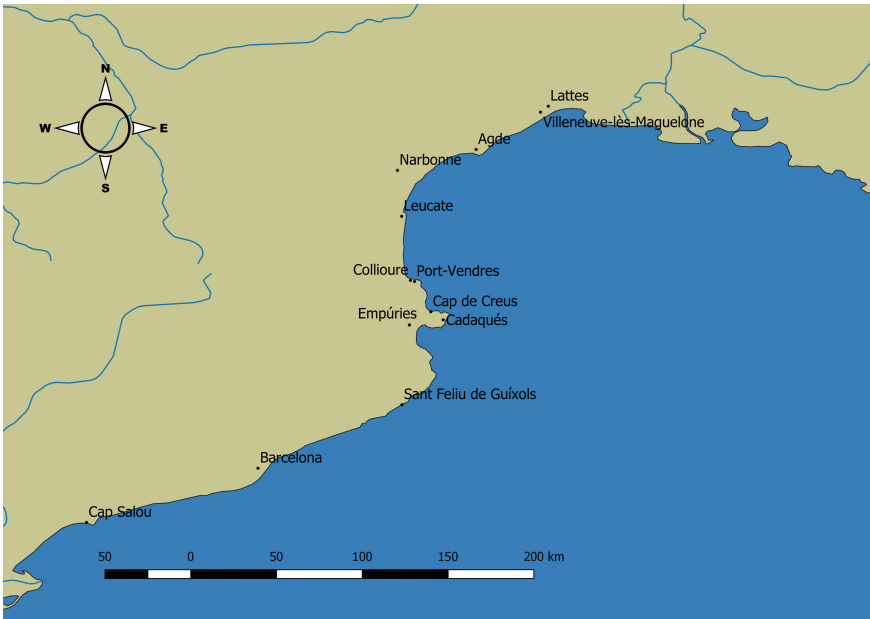 N
W
E
S
Lattes
Villeneuve-lès-Maguelone
Agde
Narbonne
Leucate
Collioure
Port-Vendres
Cap de Creus
Empúries
Cadaqués
Sant Feliu de Guíxols
Barcelona
Cap Salou
50 0 50 100 150 200 km